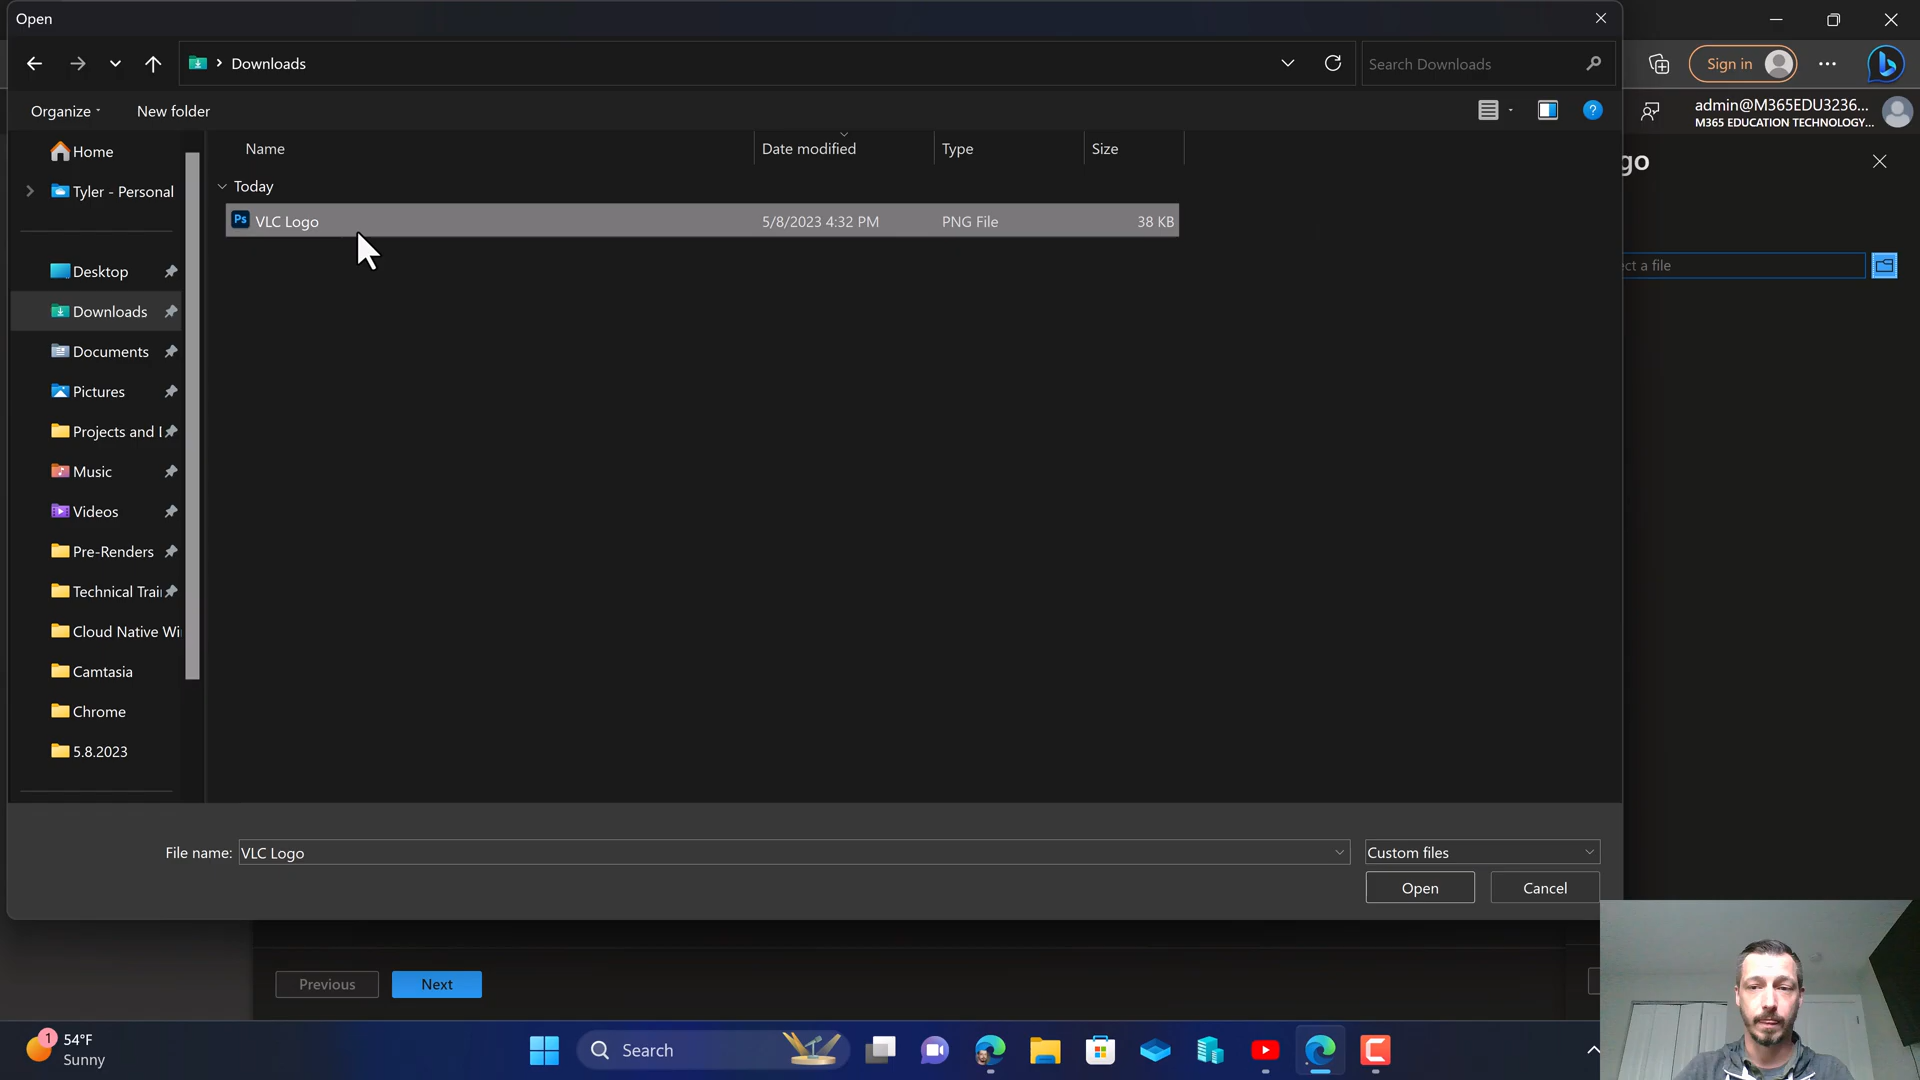 Open
Downloads
Search Downloads
Sign in
Organize
New folder
admin@M365EDU3236...
M365 EDUCATION TECHNOLOGY...
Home
Tyler - Personal
Desktop
Downloads
Documents
Pictures
Projects and
Music
Videos
Pre-Renders
Technical Trai
Cloud Native Wi
Camtasia
Chrome
5.8.2023
Name
Date modified
Type
Size
Today
Ps VLC Logo
5/8/2023 4:32 PM
PNG File
38 KB
go
ct a file
File name:
VLC Logo
Custom files
Open
Cancel
Previous
Next
1
54°F
Sunny
Search